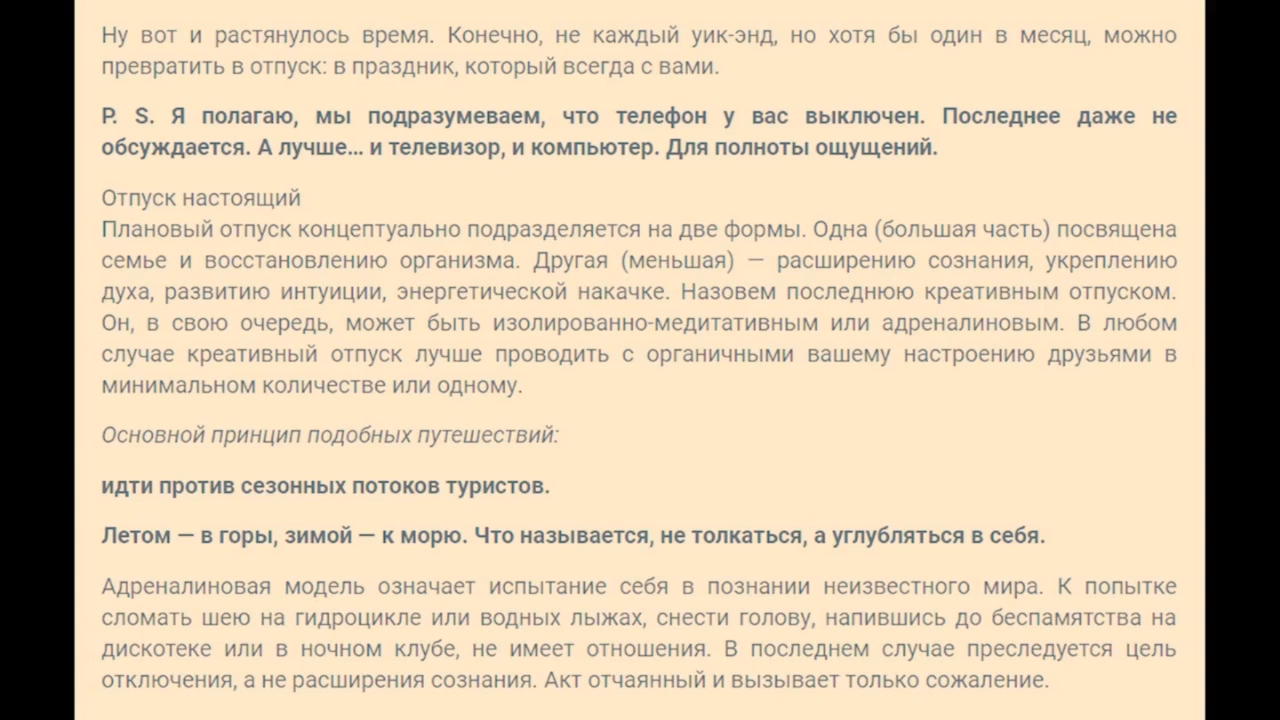 Ну вот и растянулось время. Конечно, не каждый уик-энд, но хотя бы один в месяц, можно
превратить в отпуск: в праздник, который всегда с вами.
P. S. Я полагаю, мы подразумеваем, что телефон у вас выключен. Последнее даже не
обсуждается. А лучше... и телевизор, и компьютер. Для полноты ощущений.
Отпуск настоящий
Плановый отпуск концептуально подразделяется на две формы. Одна (большая часть) посвящена
семье и восстановлению организма. Другая (меньшая) — расширению сознания, укреплению
духа, развитию интуиции, энергетической накачке. Назовем последнюю креативным отпуском.
Он, в свою очередь, может быть изолированно-медитативным или адреналиновым. В любом
случае креативный отпуск лучше проводить с органичными вашему настроению друзьями в
минимальном количестве или одному.
Основной принцип подобных путешествий:
идти против сезонных потоков туристов.
Летом — в горы, зимой — к морю. Что называется, не толкаться, а углубляться в себя.
Адреналиновая модель означает испытание себя в познании неизвестного мира. К попытке
сломать шею на гидроцикле или водных лыжах, снести голову, напившись до беспамятства на
дискотеке или в ночном клубе, не имеет отношения. В последнем случае преследуется цель
отключения, а не расширения сознания. Акт отчаянный и вызывает только сожаление.